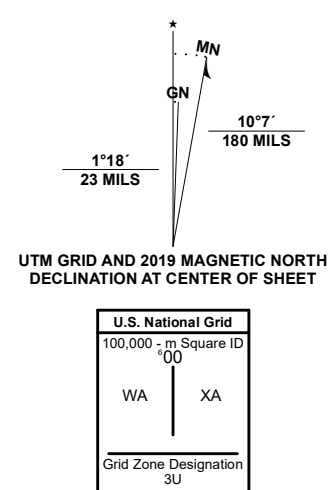 ★
MN
GN
1°18´
23 MILS
10°7´
180 MILS
UTM GRID AND 2019 MAGNETIC NORTH
DECLINATION AT CENTER OF SHEET
U.S. National Grid
100,000 - m Square ID
⁶00
WA XA
Grid Zone Designation
3U